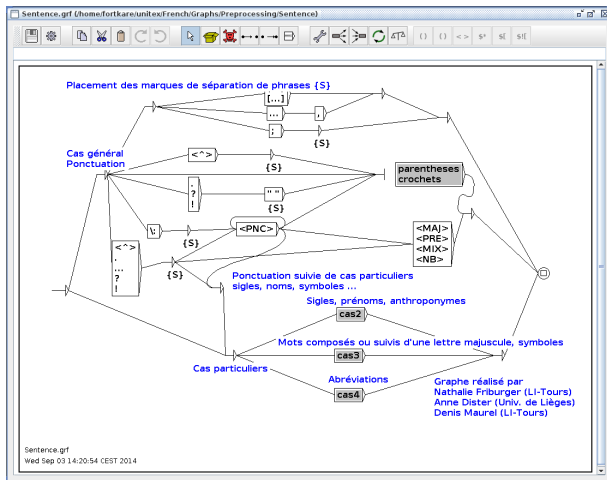 Sentence.grf (/home/fortkare/unitex/French/Graphs/Preprocessing/Sentence)
Placement des marques de séparation de phrases {S}
[...]
... ,
;
{S}
Cas général
Ponctuation
<^>
{S}
parentheses
crochets
.
?
!
" "
{S}
\:
{S}
<PNC>
<MAJ>
<PRE>
<MIX>
<NB>
<^>
.
...
?
!
{S}
Ponctuation suivie de cas particuliers
sigles, noms, symboles ...
Sigles, prénoms, anthroponymes
cas2
Mots composés ou suivis d'une lettre majuscule, symboles
cas3
Cas particuliers
Abréviations
cas4
Graphe réalisé par
Nathalie Friburger (LI-Tours)
Anne Dister (Univ. de Lièges)
Denis Maurel (LI-Tours)
Sentence.grf
Wed Sep 03 14:20:54 CEST 2014